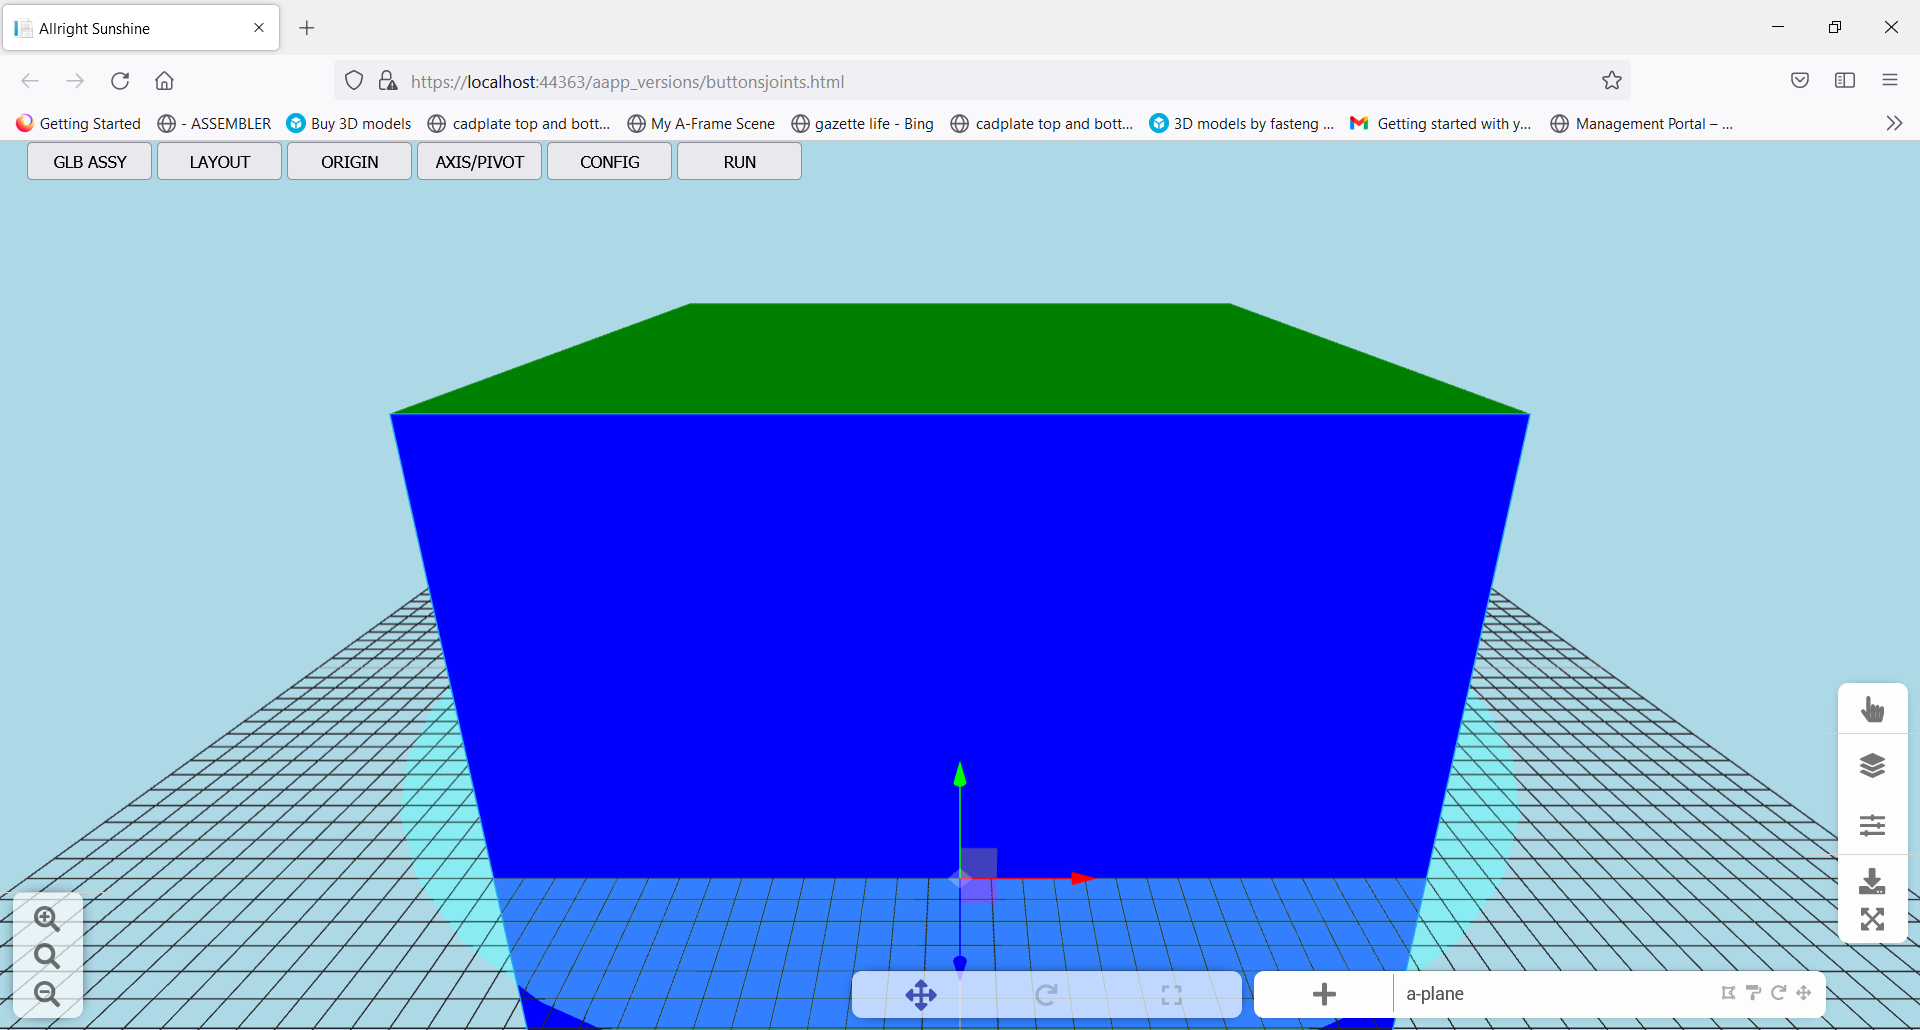 Allright Sunshine
https://localhost:44363/aapp_versions/buttonsjoints.html
Getting Started - ASSEMBLER Buy 3D models cadplate top and bott... My A-Frame Scene gazette life - Bing cadplate top and bott... 3D models by fasteng ... Getting started with y... Management Portal – ...
GLB ASSY LAYOUT ORIGIN AXIS/PIVOT CONFIG RUN
a-plane